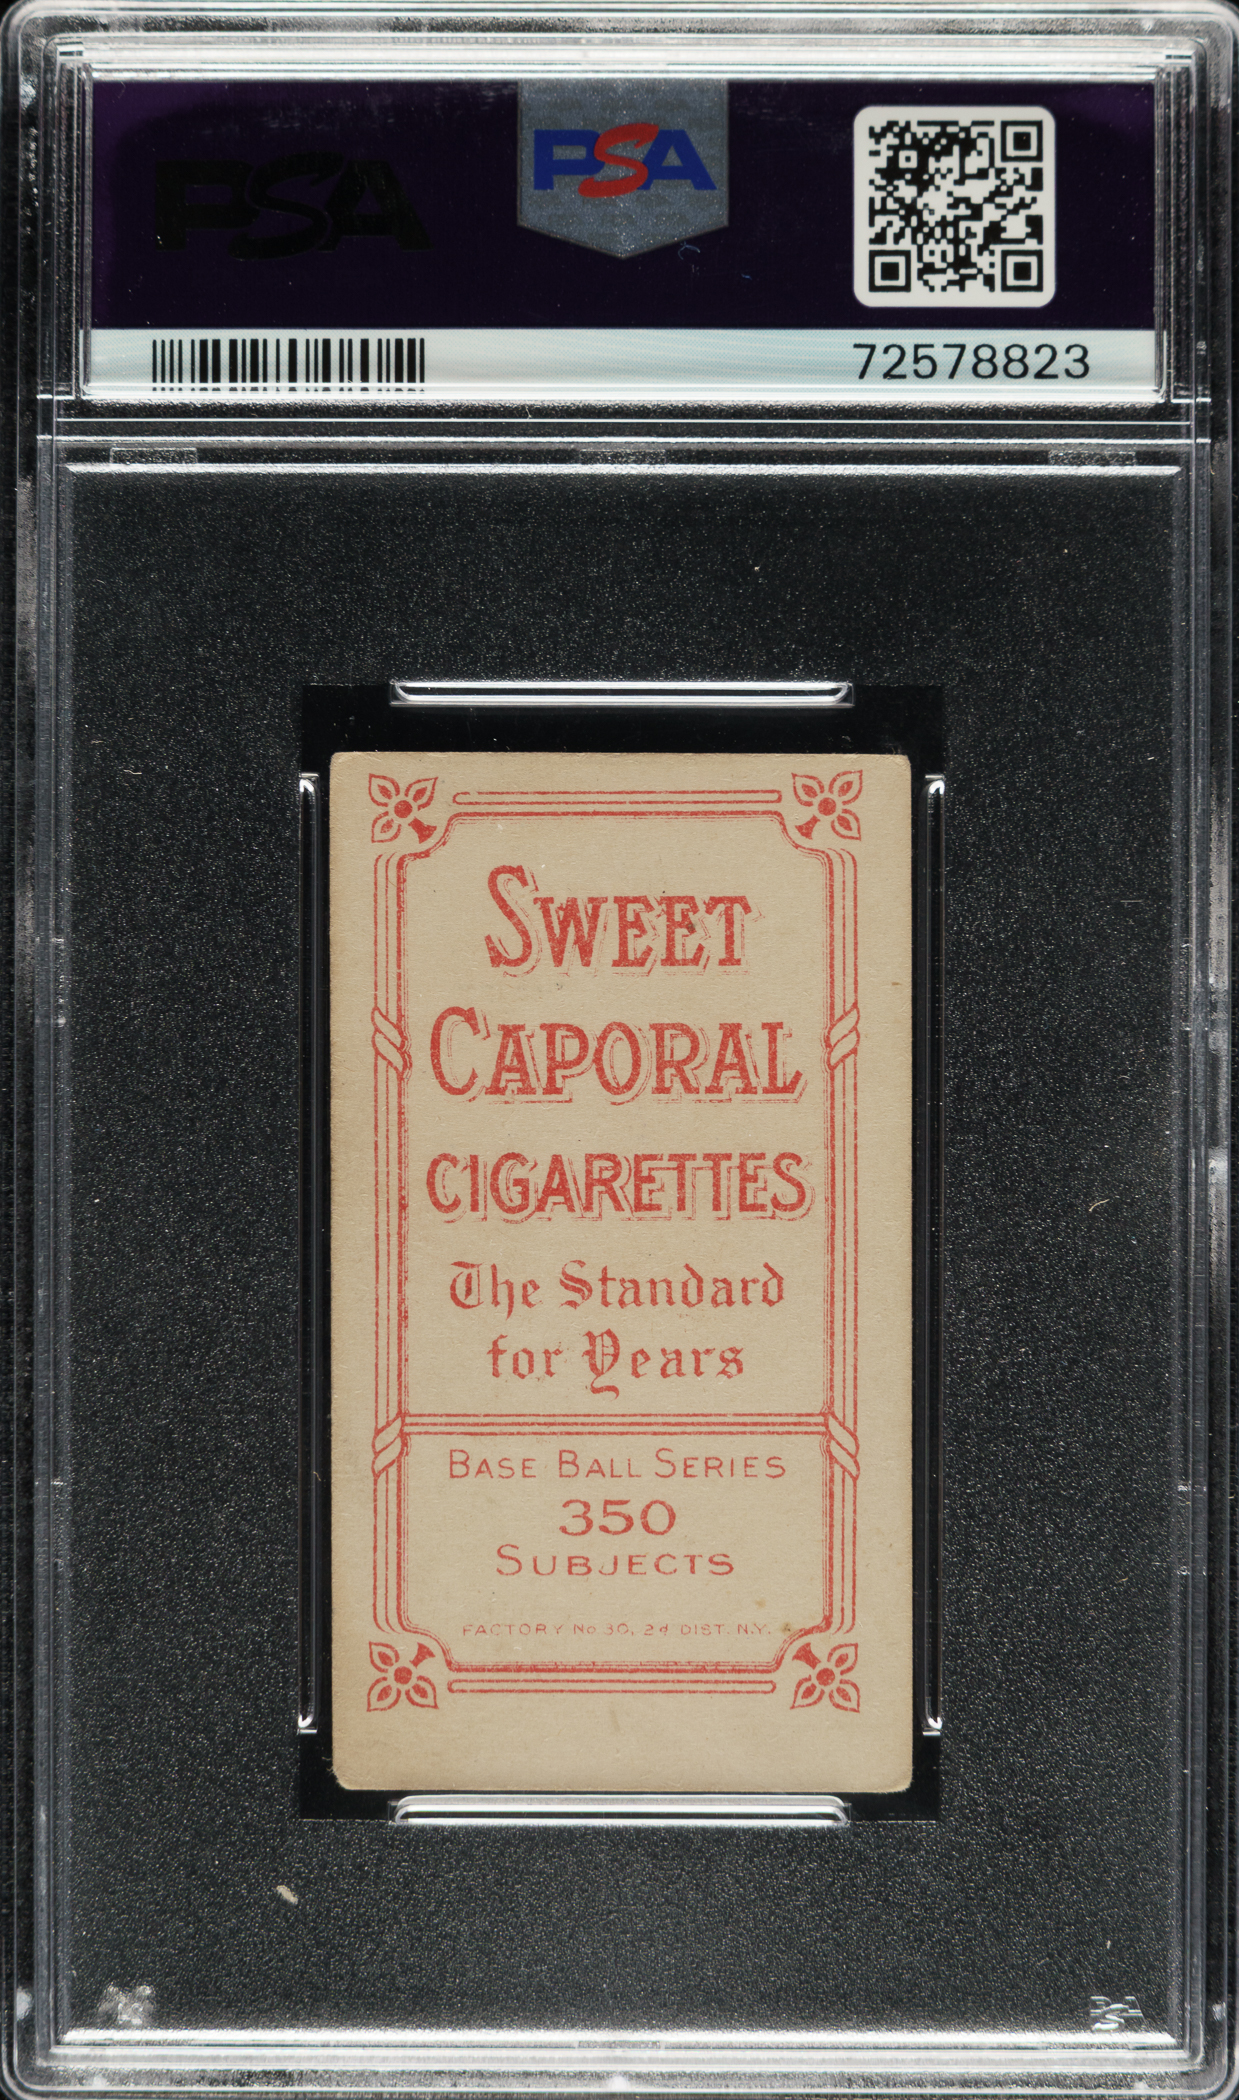 PSA
PSA
72578823
SWEET
CAPORAL
CIGARETTES
The Standard
for Years
BASE BALL SERIES
350
SUBJECTS
FACTORY No 30, 2d DIST. N.Y.
PSA